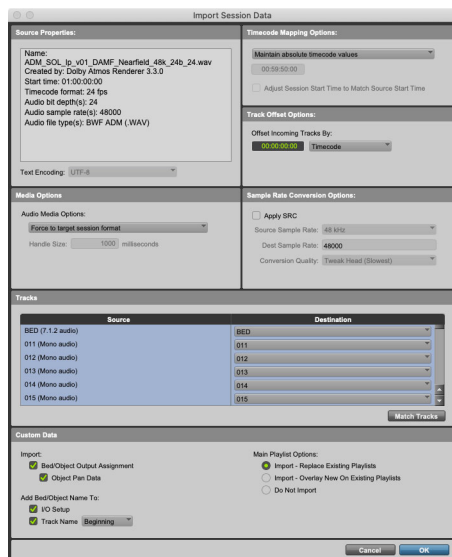 Import Session Data
Source Properties:
Name:
ADM_SOL_lp_v01_DAMF_Nearfield_48k_24b_24.wav
Created by: Dolby Atmos Renderer 3.3.0
Start time: 01:00:00:00
Timecode format: 24 fps
Audio bit depth(s): 24
Audio sample rate(s): 48000
Audio file type(s): BWF ADM (.WAV)
Text Encoding: UTF-8
Timecode Mapping Options:
Maintain absolute timecode values
00:59:50:00
Adjust Session Start Time to Match Source Start Time
Track Offset Options:
Offset Incoming Tracks By:
00:00:00:00 Timecode
Media Options
Audio Media Options:
Force to target session format
Handle Size: 1000 milliseconds
Sample Rate Conversion Options:
Apply SRC
Source Sample Rate: 48 kHz
Dest Sample Rate: 48000
Conversion Quality: Tweak Head (Slowest)
Tracks
Source Destination
BED (7.1.2 audio) BED
011 (Mono audio) 011
012 (Mono audio) 012
013 (Mono audio) 013
014 (Mono audio) 014
015 (Mono audio) 015
Match Tracks
Custom Data
Import:
Bed/Object Output Assignment
Object Pan Data
Add Bed/Object Name To:
I/O Setup
Track Name Beginning
Main Playlist Options:
Import - Replace Existing Playlists
Import - Overlay New On Existing Playlists
Do Not Import
Cancel OK